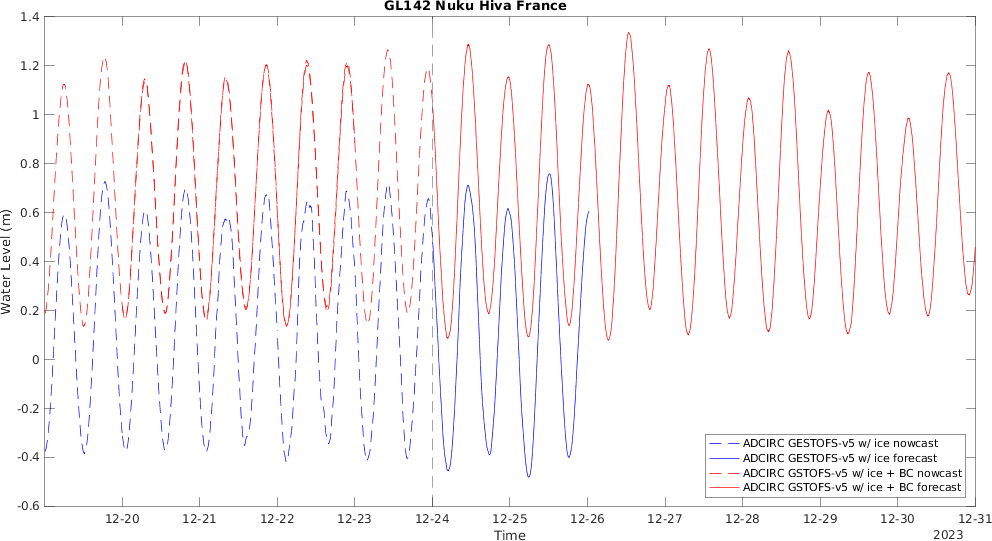 GL142 Nuku Hiva France
1.4
1.2
1
0.8
0.6
0.4
0.2
0
-0.2
-0.4
-0.6
Water Level (m)
ADCIRC GESTOFS-v5 w/ ice nowcast
ADCIRC GESTOFS-v5 w/ ice forecast
ADCIRC GSTOFS-v5 w/ ice + BC nowcast
ADCIRC GSTOFS-v5 w/ ice + BC forecast
12-20 12-21 12-22 12-23 12-24 12-25 12-26 12-27 12-28 12-29 12-30 12-31
Time 2023